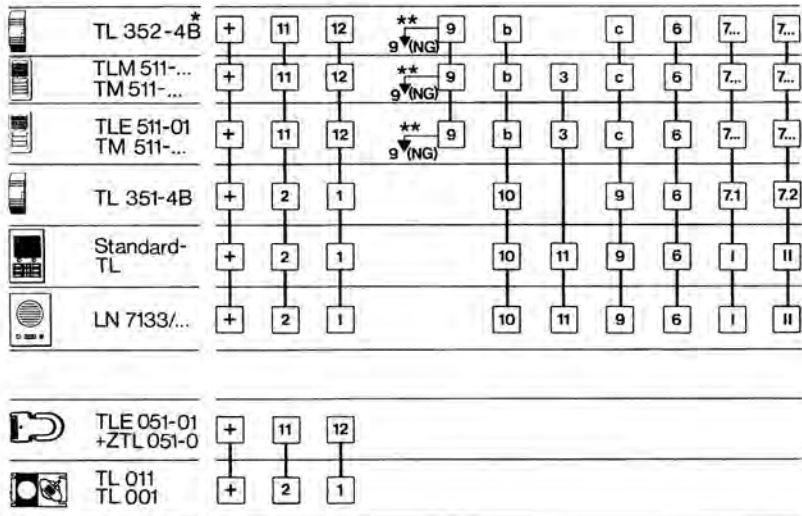 TL 352-4B* + 11 12 ** 9 b c 6 7... 7...
9 (NG)
TLM 511-... + 11 12 ** 9 b 3 c 6 7... 7...
TM 511-... 9 (NG)
TLE 511-01 + 11 12 ** 9 b 3 c 6 7... 7...
TM 511-... 9 (NG)
TL 351-4B + 2 1 10 9 6 7.1 7.2
Standard- + 2 1 10 11 9 6 I II
TL
LN 7133/... + 2 I 10 11 9 6 I II
TLE 051-01 + 11 12
+ZTL 051-0
TL 011 + 2 1
TL 001